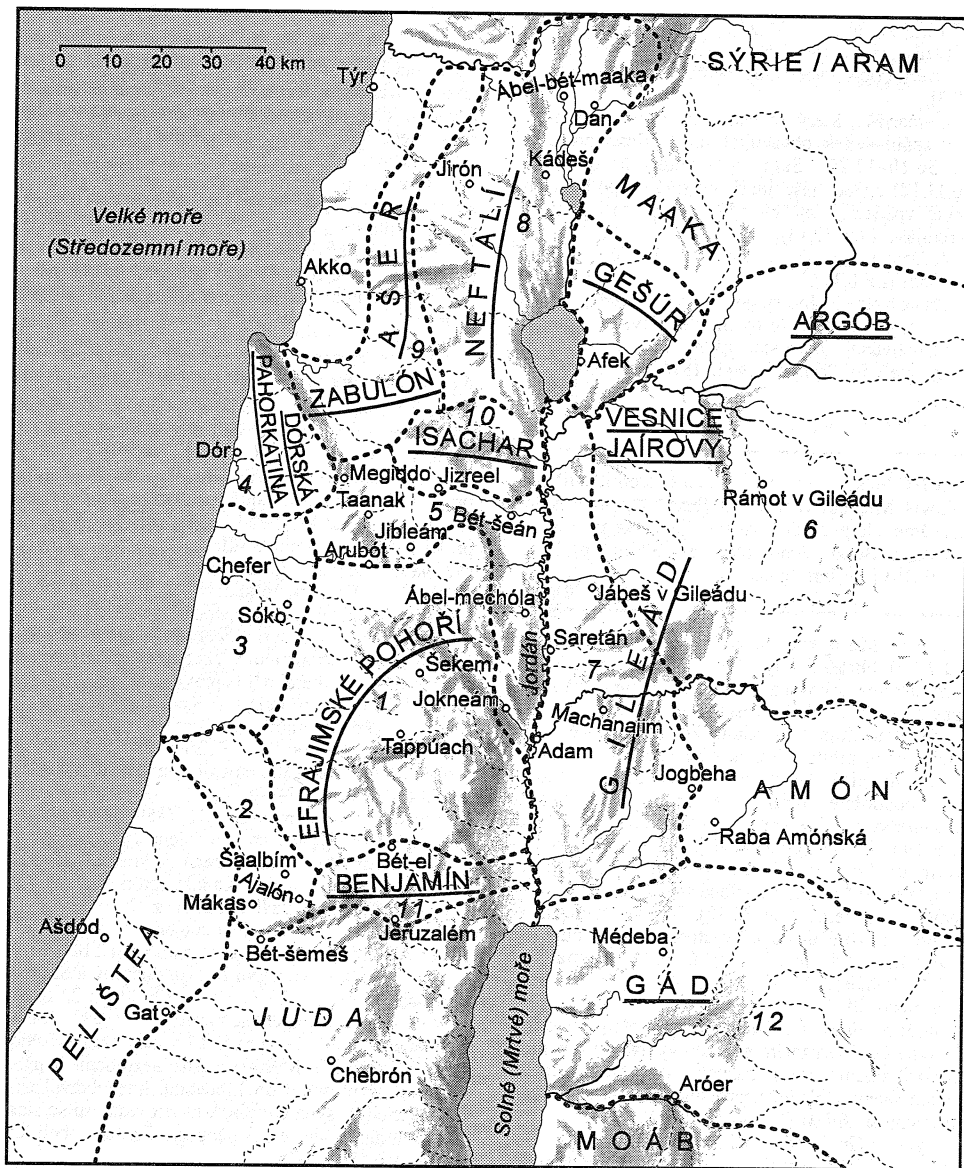 SÝRIE / ARAM
0 10 20 30 40 km
Týr
Ábel-bét-maaka
Dán
Kádeš
Jirón
MAAKA
Velké moře
(Středozemní moře)
AŠER
NEFTALÍ
8
Akko
GEŠÚR
ARGÓB
9
Afek
ZABULÓN
PAHORKATINA
DÓRSKÁ
10
ISACHAR
VESNICE
JAÍROVY
Dór
4
Megiddo
Jizreel
Taanak
5
Bét-šeán
Rámot v Gileádu
6
Jibleám
Arubót
Chefer
Sóko
3
Ábel-mechóla
Jábeš v Gileádu
Jordán
Saretán
7
GILEÁD
EFRAJIMSKÉ POHOŘÍ
Šekem
1
Jokneám
Machanajim
Tappúach
Adam
Jogbeha
AMÓN
2
Raba Amónská
Bét-el
Šaalbím
Ajalón
BENJAMÍN
Mákas
11
Ašdód
Jeruzalém
Bét-šemeš
Médeba
PELIŠTEA
GÁD
Gat
JUDA
12
Solné (Mrtvé) moře
Chebrón
Aróer
MOÁB